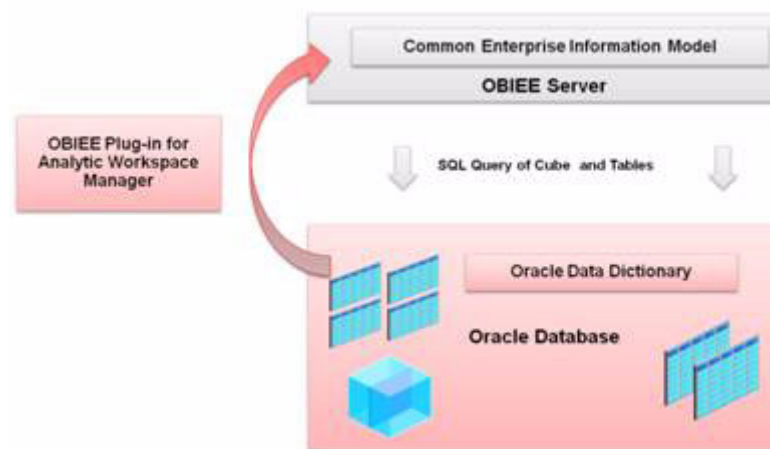 Common Enterprise Information Model
OBIEE Server
OBIEE Plug-in for
Analytic Workspace
Manager
SQL Query of Cube and Tables
Oracle Data Dictionary
Oracle Database